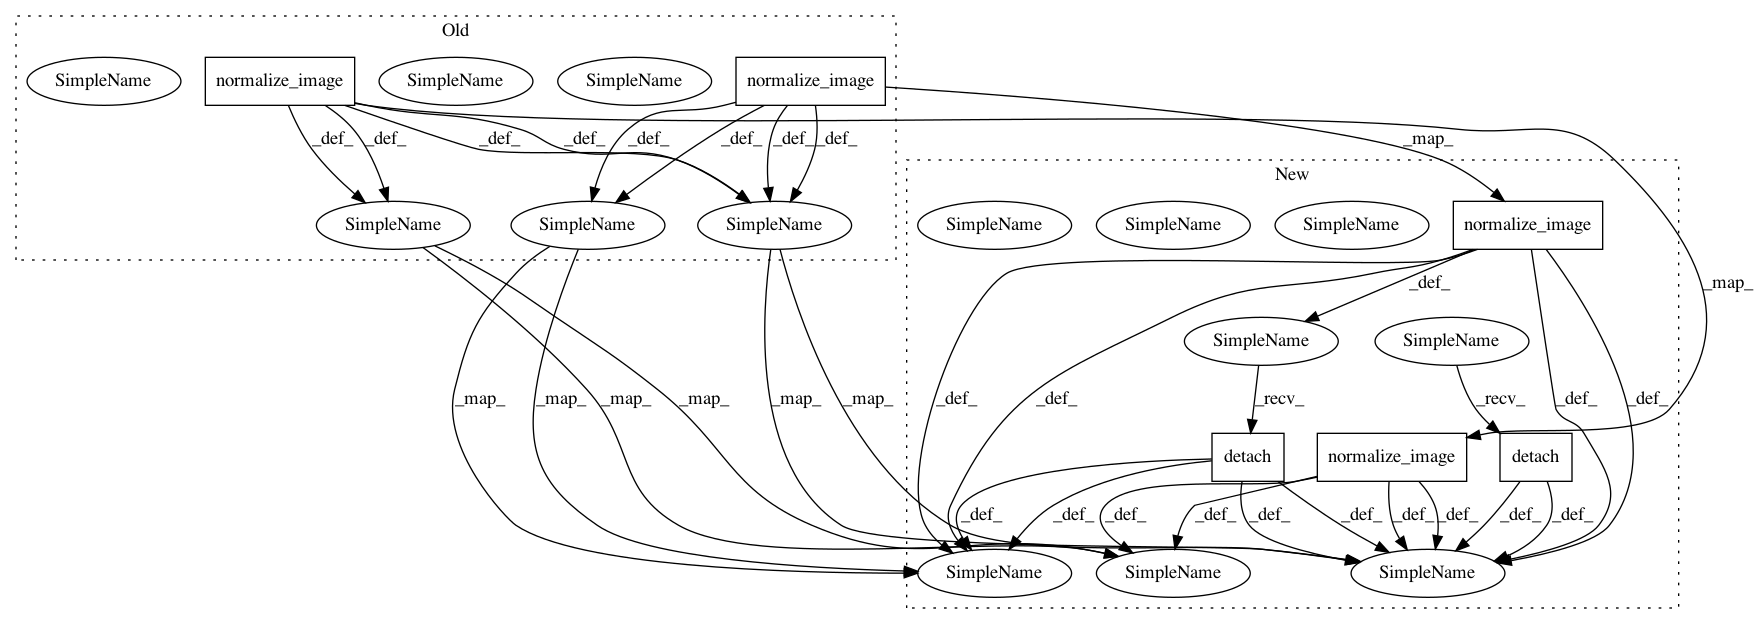 Old
SimpleName
normalize_image
SimpleName
SimpleName
normalize_image
_def_
_def_
_def_
_def_
_def_
_def_
_def_
_def_
_map_
New
SimpleName
SimpleName
SimpleName
SimpleName
SimpleName
SimpleName
normalize_image
_def_
_map_
SimpleName
SimpleName
_map_
_map_
_map_
_map_
_map_
_map_
_def_
_def_
_recv_
_recv_
_def_
_def_
detach
normalize_image
detach
_def_
_def_
_def_
_def_
_def_
_def_
_def_
_def_
_def_
_def_
SimpleName
SimpleName
SimpleName